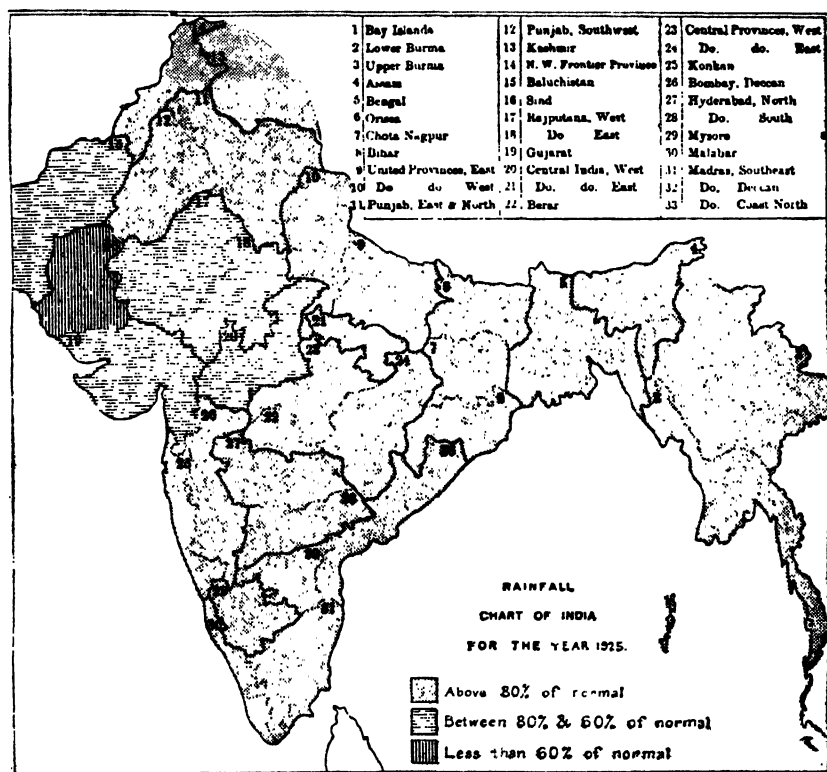 1 Bay Islands
2 Lower Burma
3 Upper Burma
4 Assam
5 Bengal
6 Orissa
7 Chota Nagpur
8 Bihar
9 United Provinces, East
10 Do do West
11 Punjab, East & North
12 Punjab, Southwest
13 Kashmir
14 N. W. Frontier Province
15 Baluchistan
16 Sind
17 Rajputana, West
18 Do East
19 Gujarat
20 Central India, West
21 Do. do. East
22 Berar
23 Central Provinces, West
24 Do. do. East
25 Konkan
26 Bombay, Deccan
27 Hyderabad, North
28 Do. South
29 Mysore
30 Malabar
31 Madras, Southeast
32 Do. Deccan
33 Do. Coast North
RAINFALL
CHART OF INDIA
FOR THE YEAR 1925.
Above 80% of normal
Between 80% & 60% of normal
Less than 60% of normal